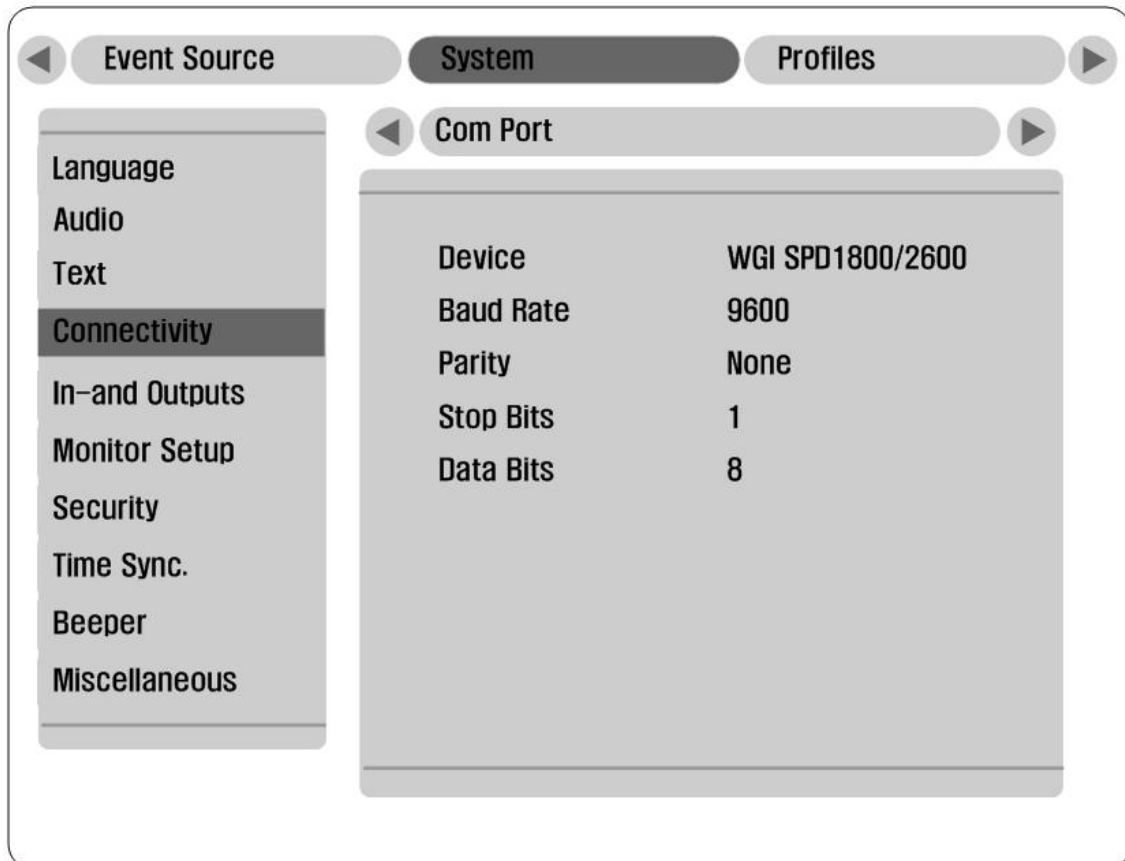 Event Source
System
Profiles
Com Port
Language
Audio
Text
Connectivity
In-and Outputs
Monitor Setup
Security
Time Sync.
Beeper
Miscellaneous
Device WGI SPD1800/2600
Baud Rate 9600
Parity None
Stop Bits 1
Data Bits 8